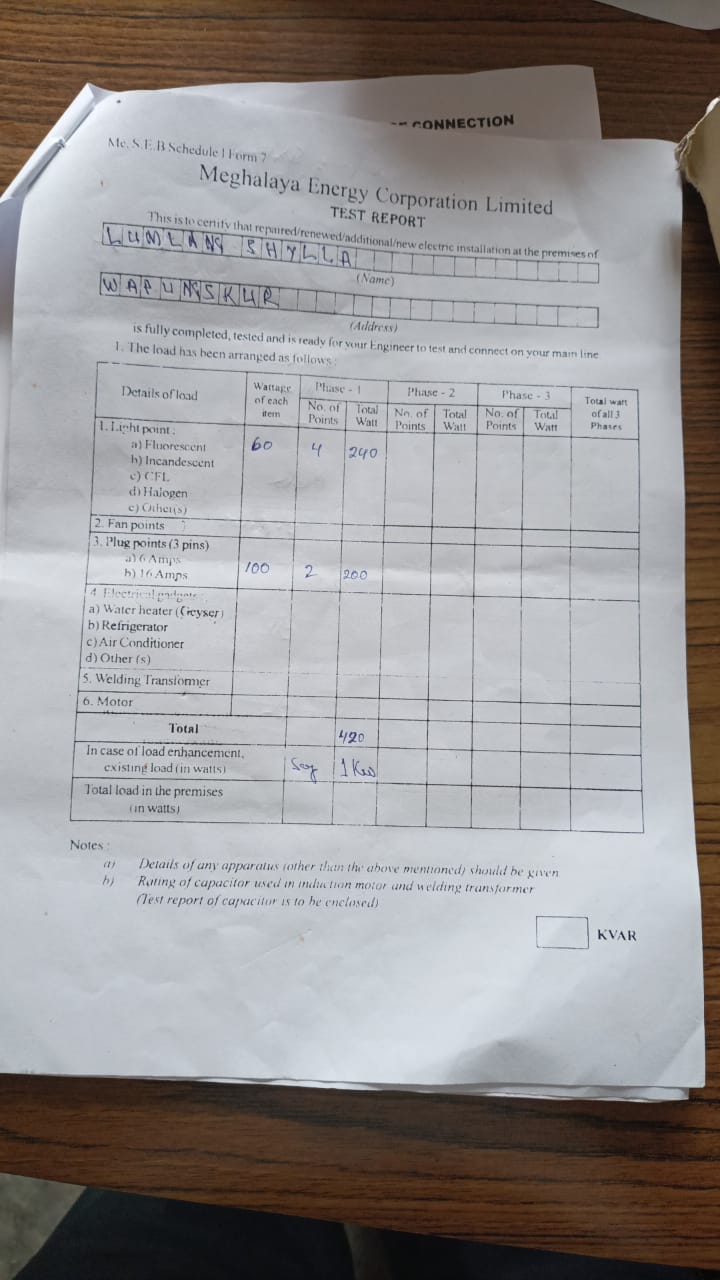 CONNECTION
Me. S.E.B Schedule 1 Form 7
Meghalaya Energy Corporation Limited
TEST REPORT
This is to certify that repaired/renewed/additional/new electric installation at the premises of
LUMLANG SHYLLA
(Name)
WAPUNGSKUR
(Address)
is fully completed, tested and is ready for your Engineer to test and connect on your main line
1. The load has been arranged as follows :
Details of load Wattage of each item Phase - 1 Phase - 2 Phase - 3 Total watt of all 3 Phases
No. of Points Total Watt No. of Points Total Watt No. of Points Total Watt
1. Light point :
a) Fluorescent 60 4 240
b) Incandescent
c) CFL
d) Halogen
e) Other(s)
2. Fan points
3. Plug points (3 pins)
a) 6 Amps
b) 16 Amps 100 2 200
4. Electrical gadgets :
a) Water heater (Geyser)
b) Refrigerator
c) Air Conditioner
d) Other (s)
5. Welding Transformer
6. Motor
Total 420
In case of load enhancement,
existing load (in watts) Say 1 Kw
Total load in the premises
(in watts)
Notes :
a) Details of any apparatus (other than the above mentioned) should be given
b) Rating of capacitor used in induction motor and welding transformer
(Test report of capacitor is to be enclosed)
KVAR